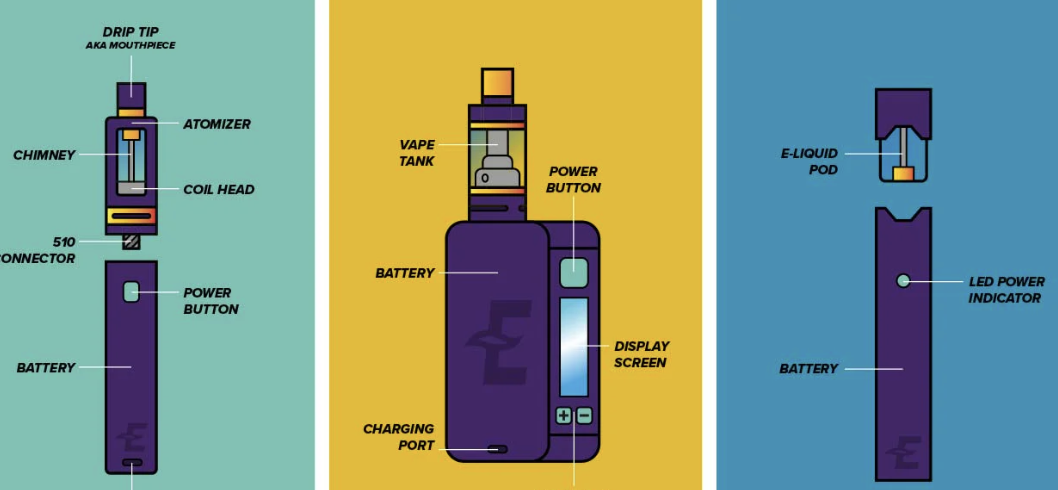 DRIP TIP
AKA MOUTHPIECE
ATOMIZER
CHIMNEY
COIL HEAD
510
ONNECTOR
POWER
BUTTON
BATTERY
E
VAPE
TANK
POWER
BUTTON
BATTERY
E
DISPLAY
SCREEN
+ −
CHARGING
PORT
E-LIQUID
POD
LED POWER
INDICATOR
BATTERY
E